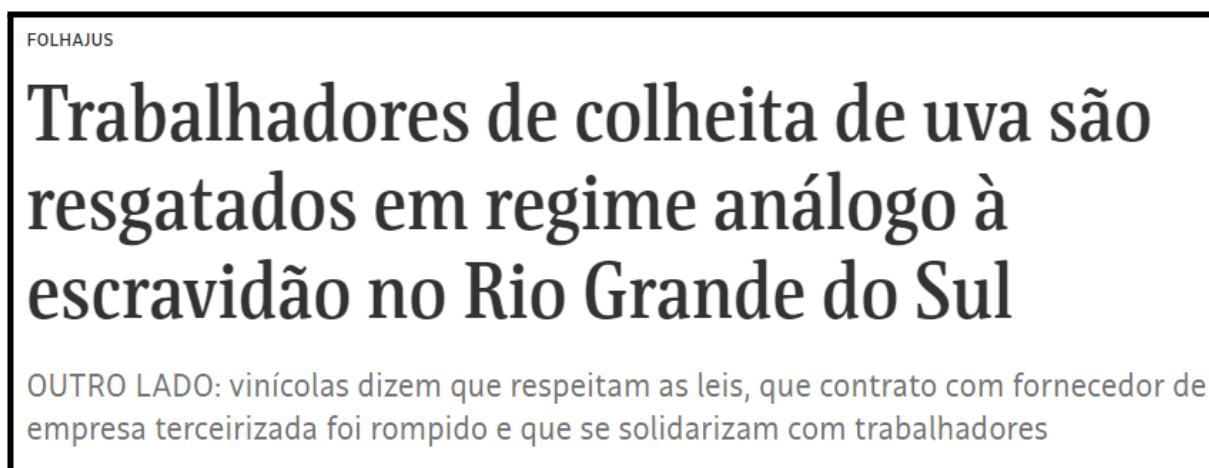 FOLHAJUS
Trabalhadores de colheita de uva são
resgatados em regime análogo à
escravidão no Rio Grande do Sul
OUTRO LADO: vinícolas dizem que respeitam as leis, que contrato com fornecedor de
empresa terceirizada foi rompido e que se solidarizam com trabalhadores